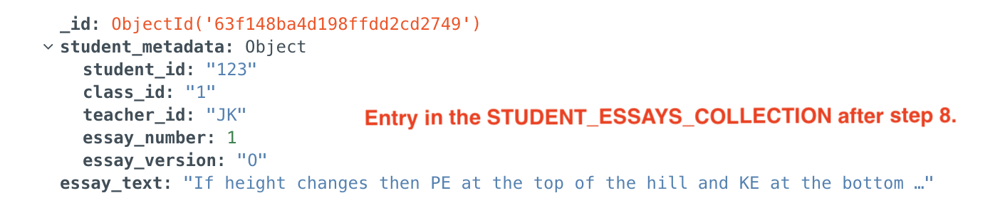 _id: ObjectId('63f148ba4d198ffdd2cd2749')
student_metadata: Object
student_id: "123"
class_id: "1"
teacher_id: "JK"
Entry in the STUDENT_ESSAYS_COLLECTION after step 8.
essay_number: 1
essay_version: "O"
essay_text: "If height changes then PE at the top of the hill and KE at the bottom …"